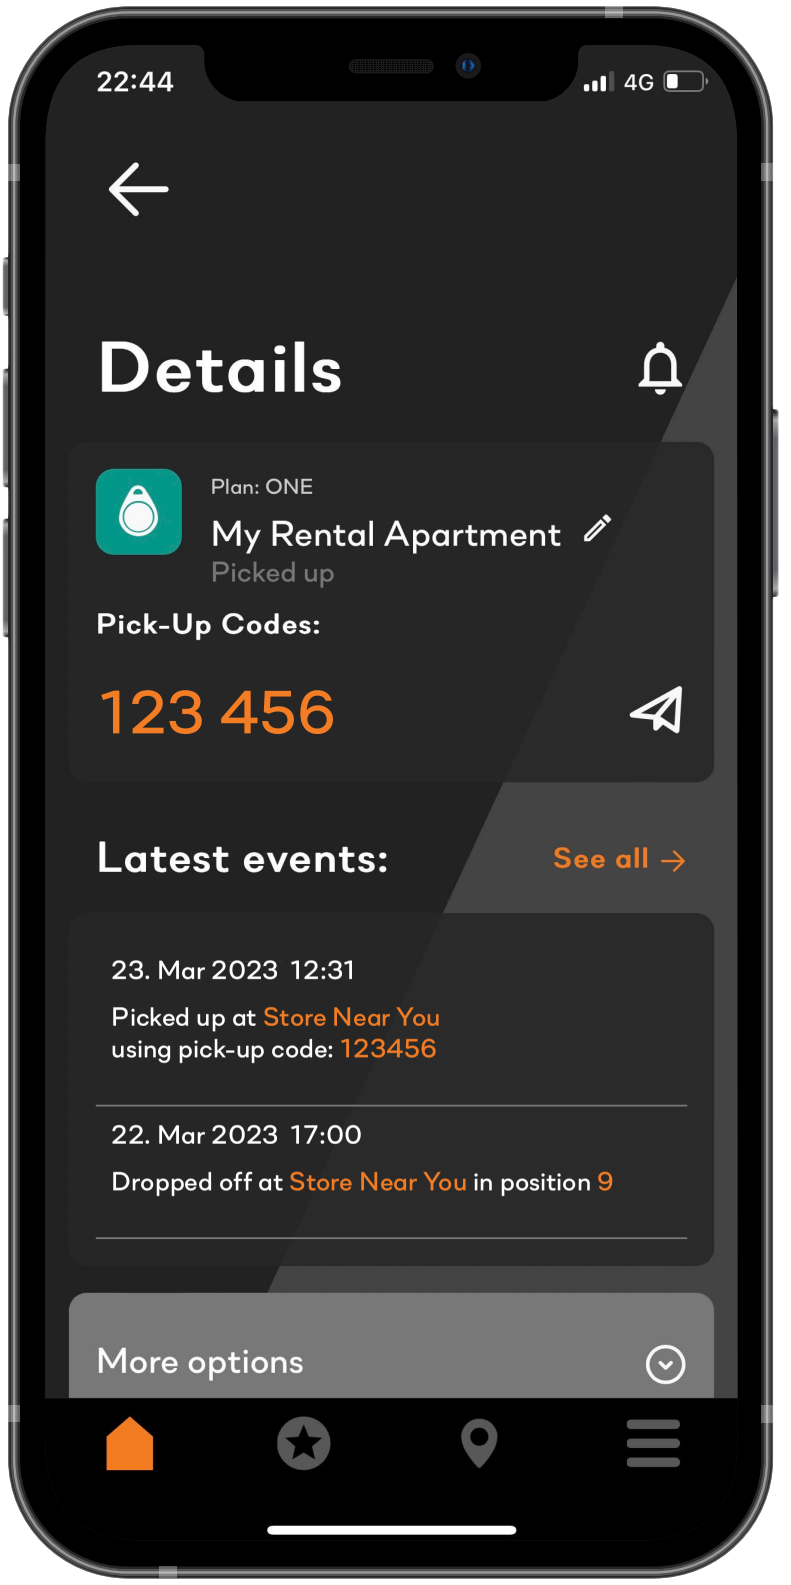 22:44
4G
Details
Plan: ONE
My Rental Apartment
Picked up
Pick-Up Codes:
123 456
Latest events:
See all →
23. Mar 2023 12:31
Picked up at Store Near You
using pick-up code: 123456
22. Mar 2023 17:00
Dropped off at Store Near You in position 9
More options